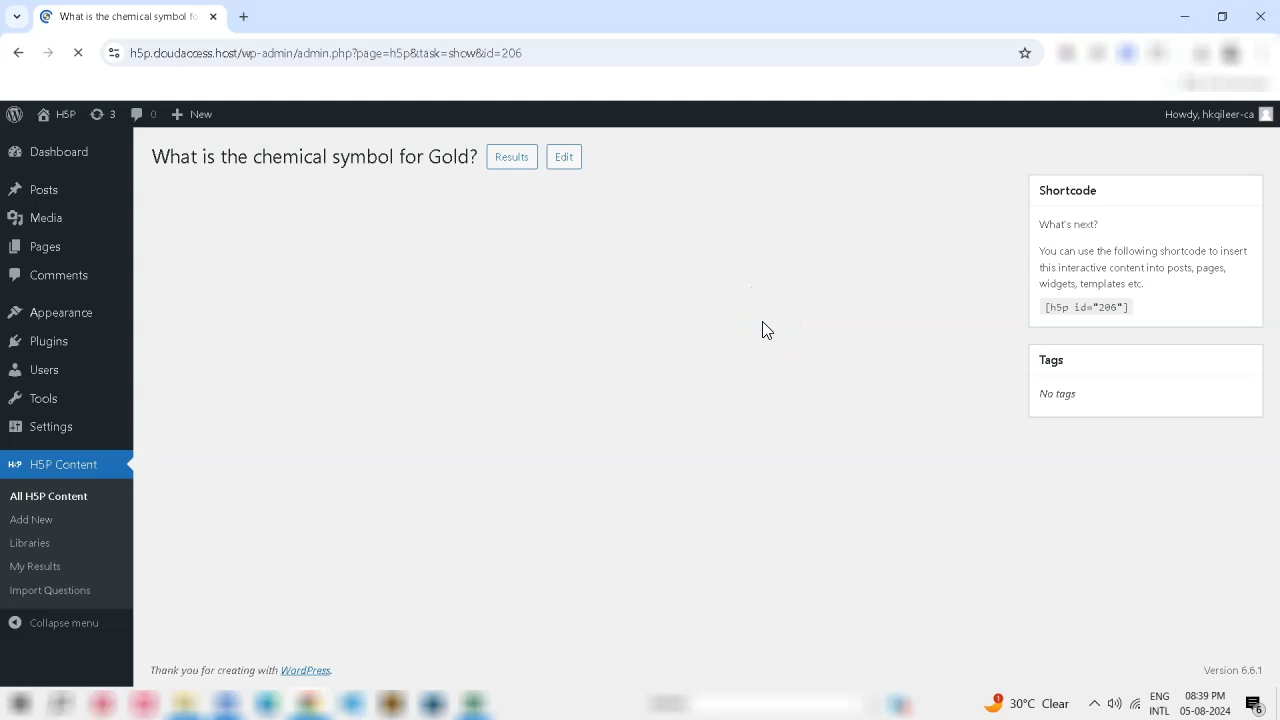 What is the chemical symbol fo
h5p.doudaccess.host/wp-admin/admin.php?page=h5p&task=show&id=206
H5P
3
0
New
Howdy, hkqileer-ca
Dashboard
Posts
Media
Pages
Comments
Appearance
Plugins
Users
Tools
Settings
H5P H5P Content
All H5P Content
Add New
Libraries
My Results
Import Questions
Collapse menu
What is the chemical symbol for Gold?
Results
Edit
Shortcode
What's next?
You can use the following shortcode to insert
this interactive content into posts, pages,
widgets, templates etc.
[h5p id="206"]
Tags
No tags
Thank you for creating with WordPress.
Version 6.6.1
1
30°C Clear
ENG
INTL
08:39 PM
05-08-2024
6